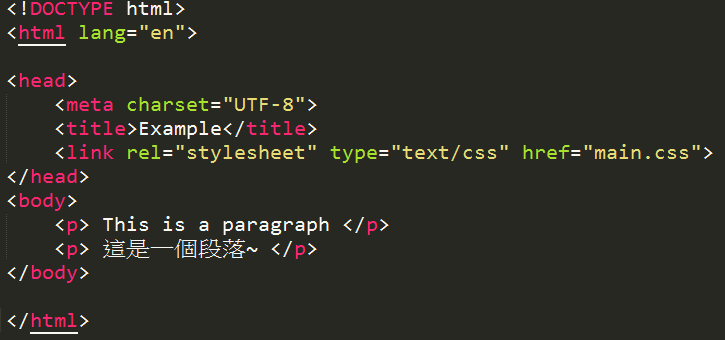 <!DOCTYPE html>
<html lang="en">
<head>
<meta charset="UTF-8">
<title>Example</title>
<link rel="stylesheet" type="text/css" href="main.css">
</head>
<body>
<p> This is a paragraph </p>
<p> 這是一個段落~ </p>
</body>
</html>